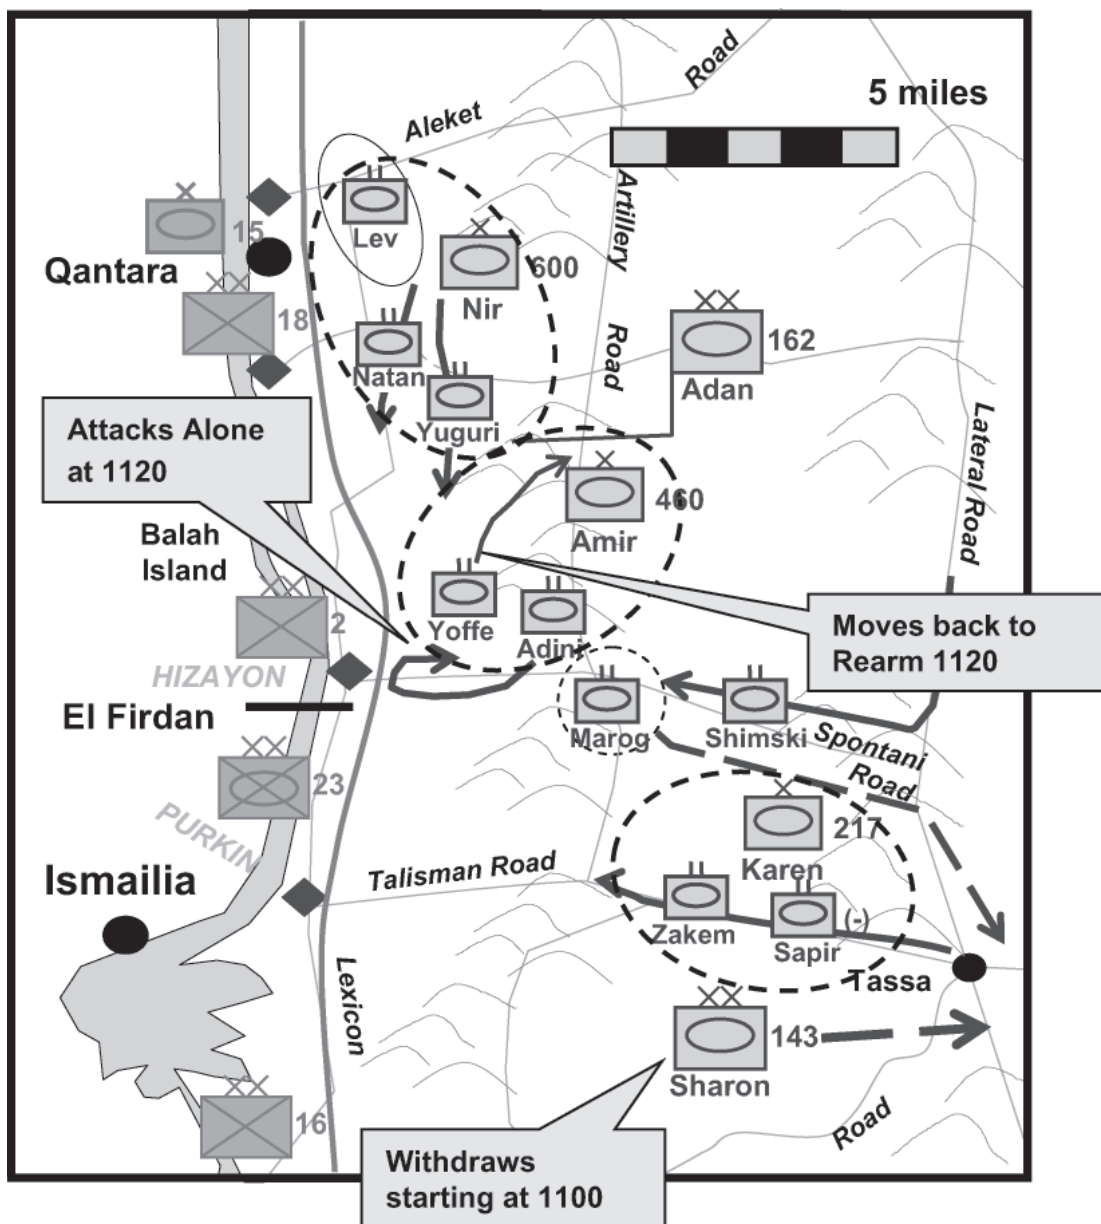 Road
Aleket
5 miles
Artillery
Road
Lev
15
Qantara
600
Nir
18
162
Adan
Natan
Yuguri
Attacks Alone
at 1120
Lateral Road
460
Amir
Balah
Island
Yoffe
Adini
2
Moves back to
Rearm 1120
HIZAYON
El Firdan
Marog
Shimski
Spontani
Road
23
PURKIN
217
Karen
Ismailia
Talisman Road
Zakem
Sapir
(-)
Tassa
Lexicon
143
Sharon
Road
16
Withdraws
starting at 1100